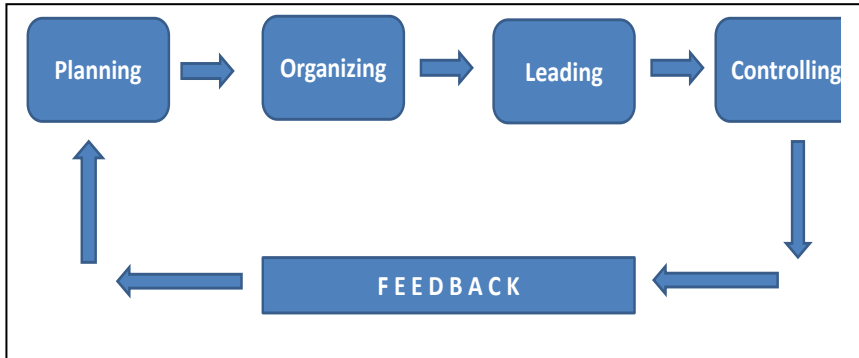 Planning
Organizing
Leading
Controlling
FEEDBACK